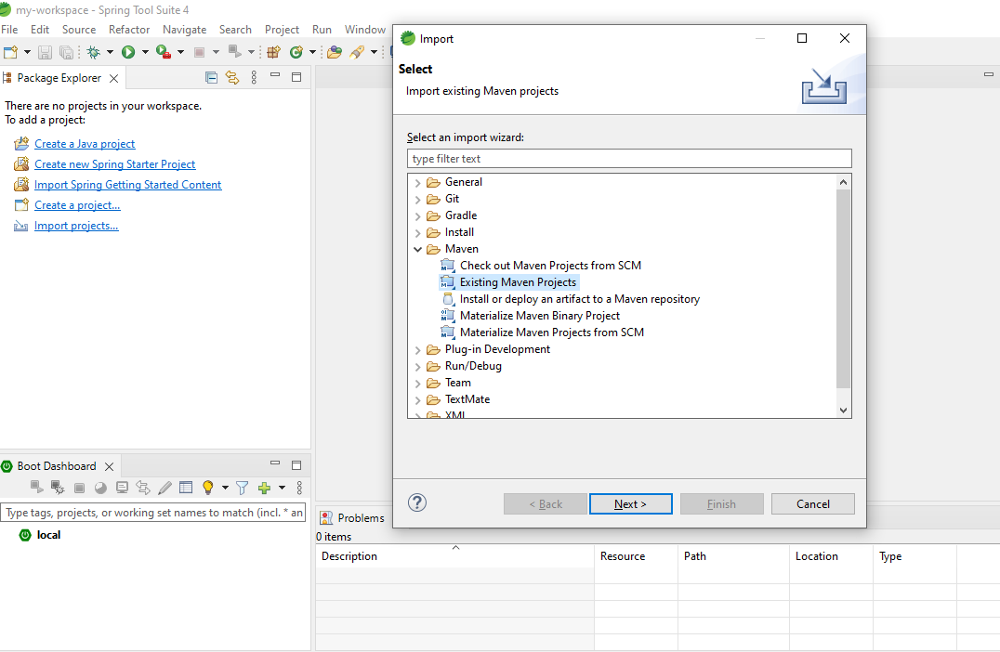 my-workspace - Spring Tool Suite 4
File Edit Source Refactor Navigate Search Project Run Window
Package Explorer
There are no projects in your workspace.
To add a project:
Create a Java project
Create new Spring Starter Project
Import Spring Getting Started Content
Create a project...
Import projects...
Import
Select
Import existing Maven projects
Select an import wizard:
type filter text
General
Git
Gradle
Install
Maven
Check out Maven Projects from SCM
Existing Maven Projects
Install or deploy an artifact to a Maven repository
Materialize Maven Binary Project
Materialize Maven Projects from SCM
Plug-in Development
Run/Debug
Team
TextMate
XML
< Back Next > Finish Cancel
Boot Dashboard
Type tags, projects, or working set names to match (incl. * an
local
Problems
0 items
Description Resource Path Location Type